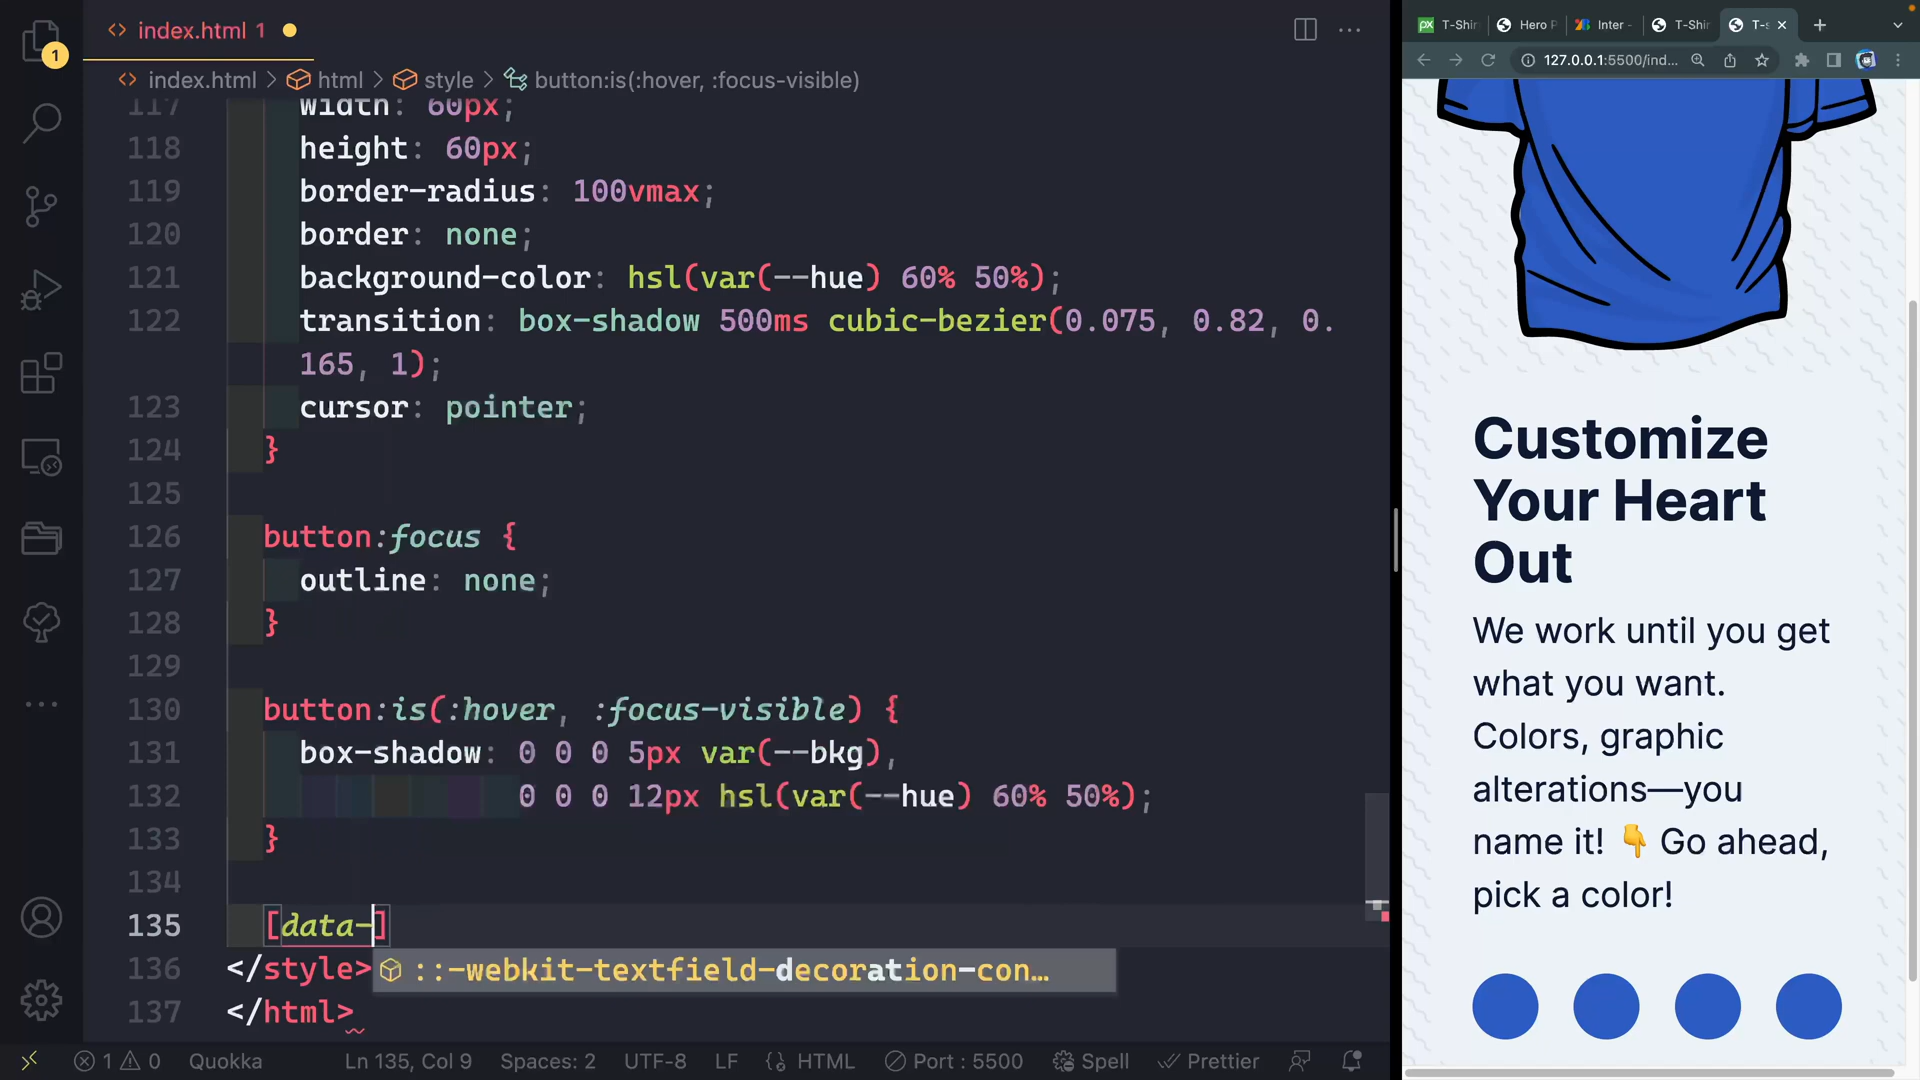 index.html 1
T-Shir
Hero P
Inter -
T-Shir
T-s
127.0.0.1:5500/ind...
1
index.html > html > style > button:is(:hover, :focus-visible)
117 width: 60px;
118 height: 60px;
119 border-radius: 100vmax;
120 border: none;
121 background-color: hsl(var(--hue) 60% 50%);
122 transition: box-shadow 500ms cubic-bezier(0.075, 0.82, 0.
165, 1);
123 cursor: pointer;
124 }
125
126 button:focus {
127 outline: none;
128 }
129
130 button:is(:hover, :focus-visible) {
131 box-shadow: 0 0 0 5px var(--bkg),
132 0 0 0 12px hsl(var(--hue) 60% 50%);
133 }
134
135 [data-]
136 </style>
::-webkit-textfield-decoration-con...
137 </html>
1 0 Quokka Ln 135, Col 9 Spaces: 2 UTF-8 LF {} HTML Port : 5500 Spell Prettier
Customize
Your Heart
Out
We work until you get
what you want.
Colors, graphic
alterations—you
name it! 👇 Go ahead,
pick a color!